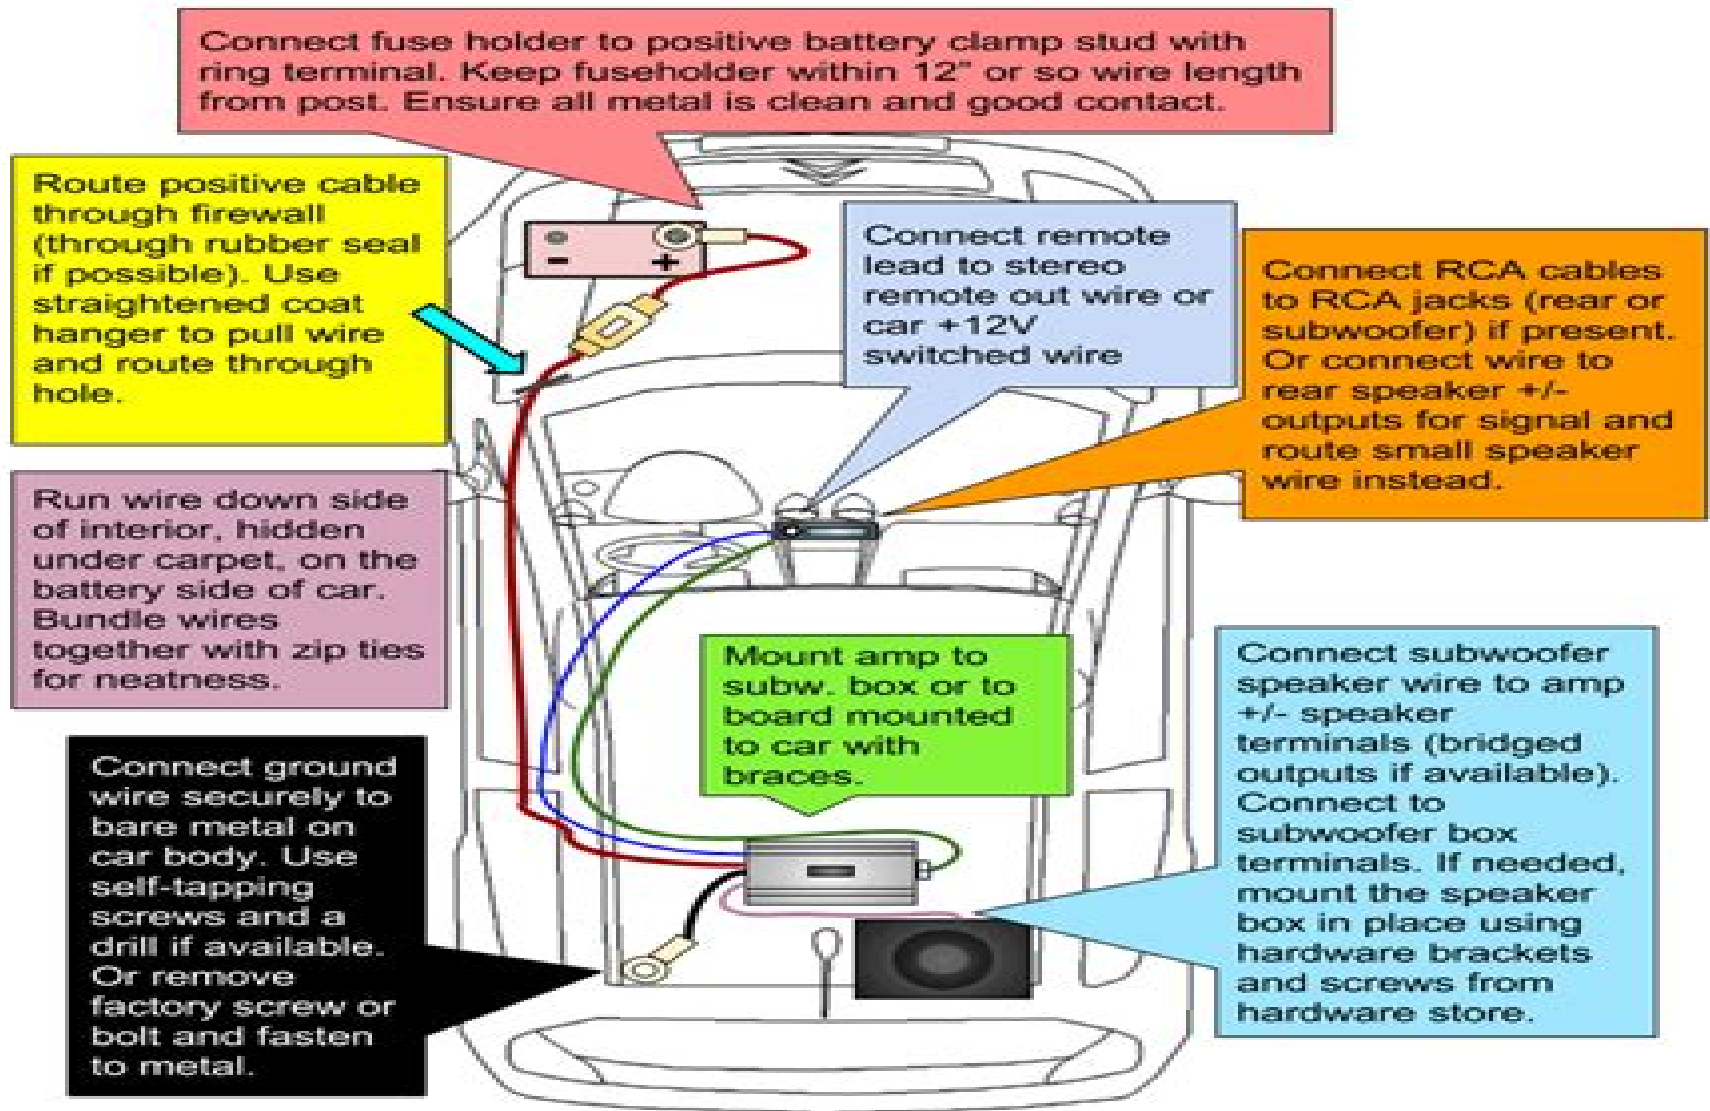 Connect fuse holder to positive battery clamp stud with
ring terminal. Keep fuseholder within 12" or so wire length
from post. Ensure all metal is clean and good contact.
Route positive cable
through firewall
(through rubber seal
if possible). Use
straightened coat
hanger to pull wire
and route through
hole.
- +
Connect remote
lead to stereo
remote out wire or
car +12V
switched wire
Connect RCA cables
to RCA jacks (rear or
subwoofer) if present.
Or connect wire to
rear speaker +/-
outputs for signal and
route small speaker
wire instead.
Run wire down side
of interior, hidden
under carpet, on the
battery side of car.
Bundle wires
together with zip ties
for neatness.
Mount amp to
subw. box or to
board mounted
to car with
braces.
Connect subwoofer
speaker wire to amp
+/- speaker
terminals (bridged
outputs if available).
Connect to
subwoofer box
terminals. If needed,
mount the speaker
box in place using
hardware brackets
and screws from
hardware store.
Connect ground
wire securely to
bare metal on
car body. Use
self-tapping
screws and a
drill if available.
Or remove
factory screw or
bolt and fasten
to metal.